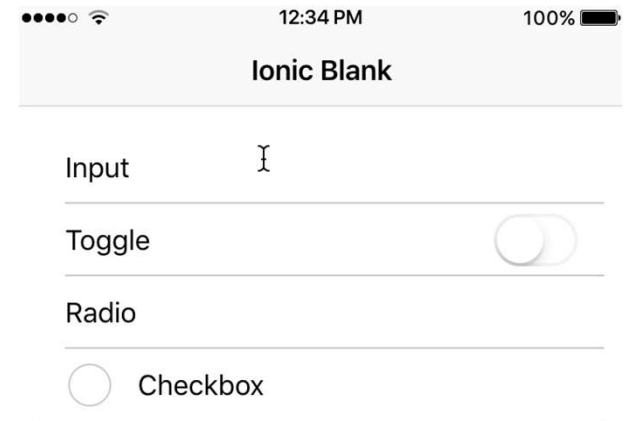 12:34 PM 100%
Ionic Blank
Input
Toggle
Radio
Checkbox